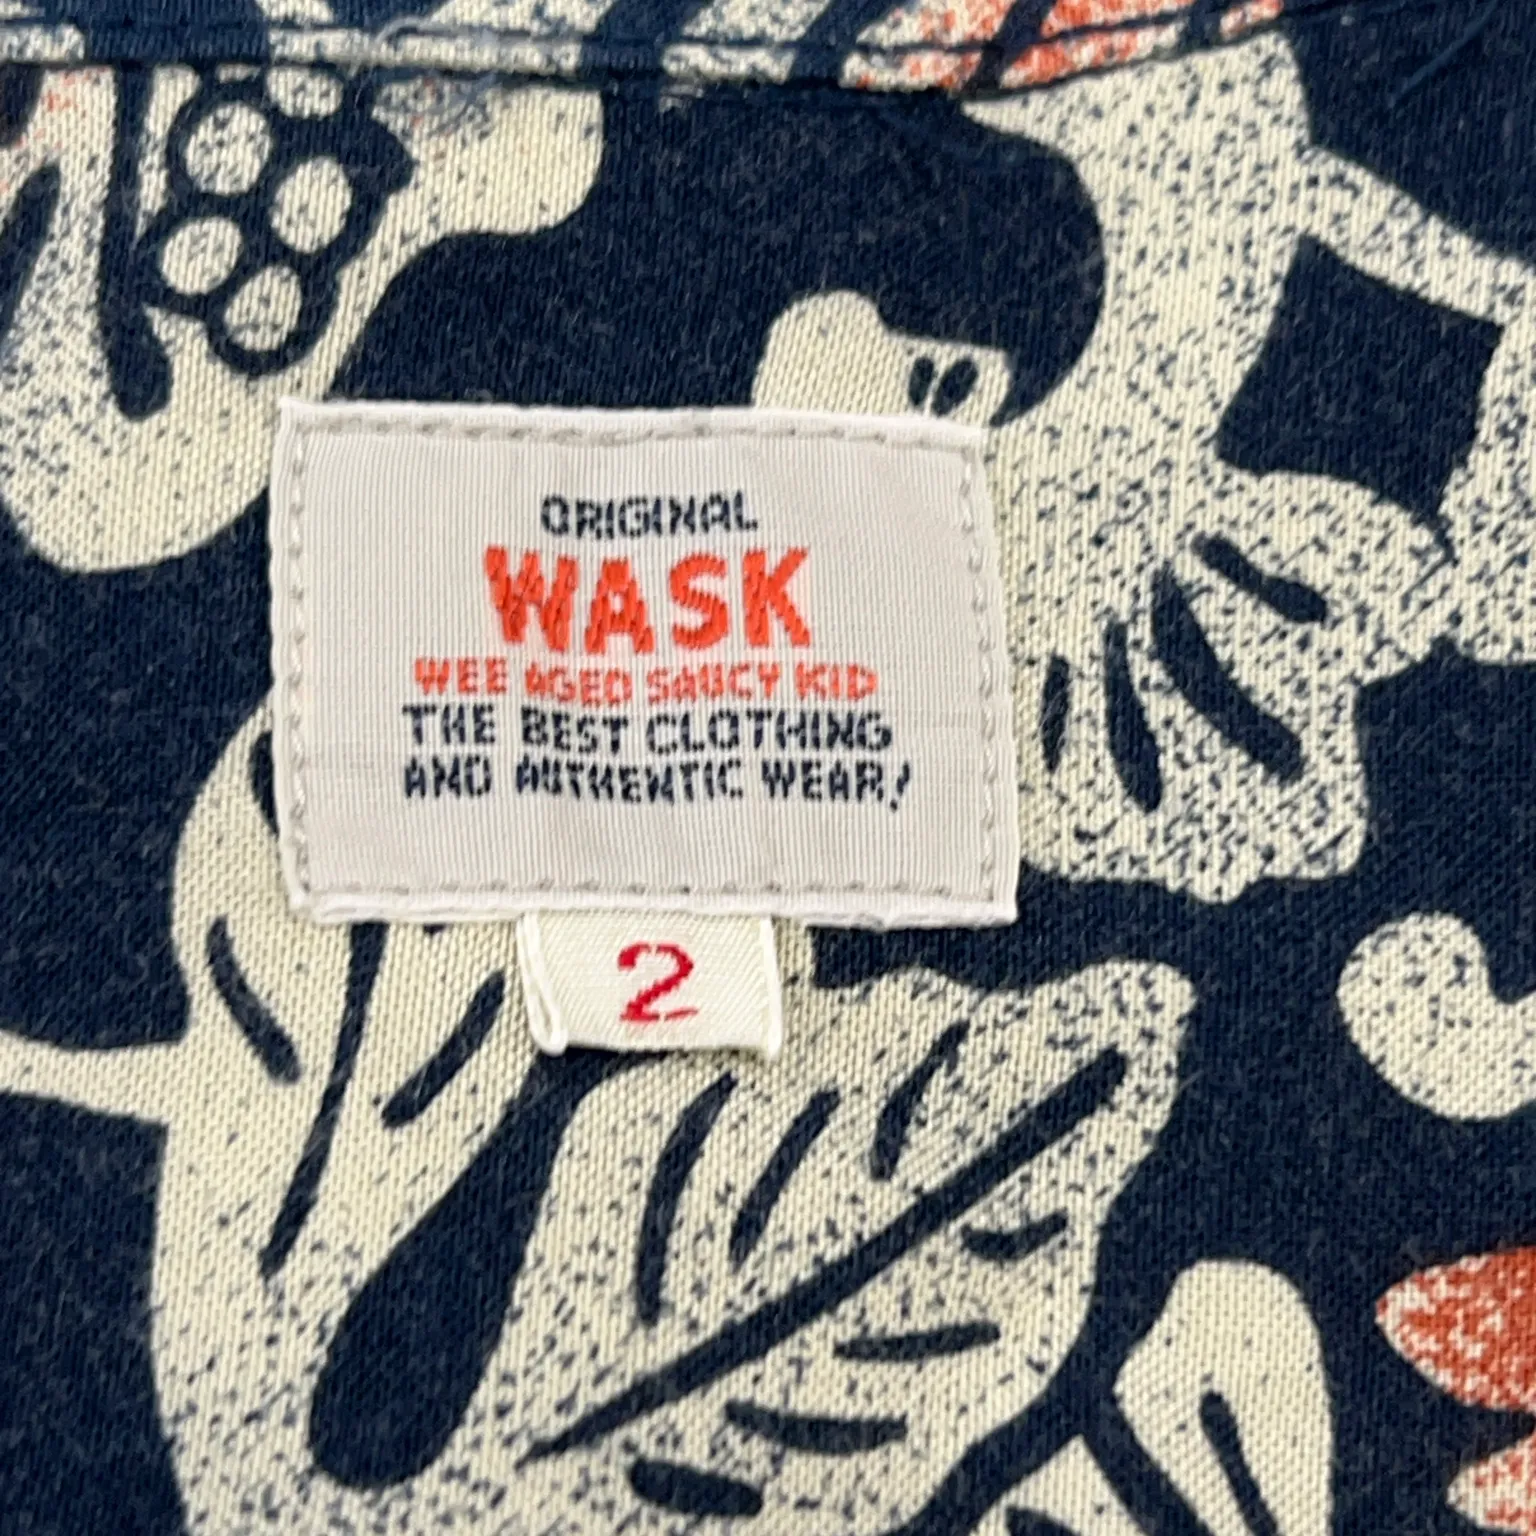 ORIGINAL
WASK
WEE AGED SAUCY KID
THE BEST CLOTHING
AND AUTHENTIC WEAR!
2